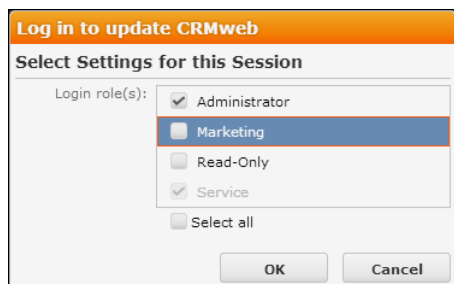 Log in to update CRMweb
Select Settings for this Session
Login role(s):
Administrator
Marketing
Read-Only
Service
Select all
OK Cancel